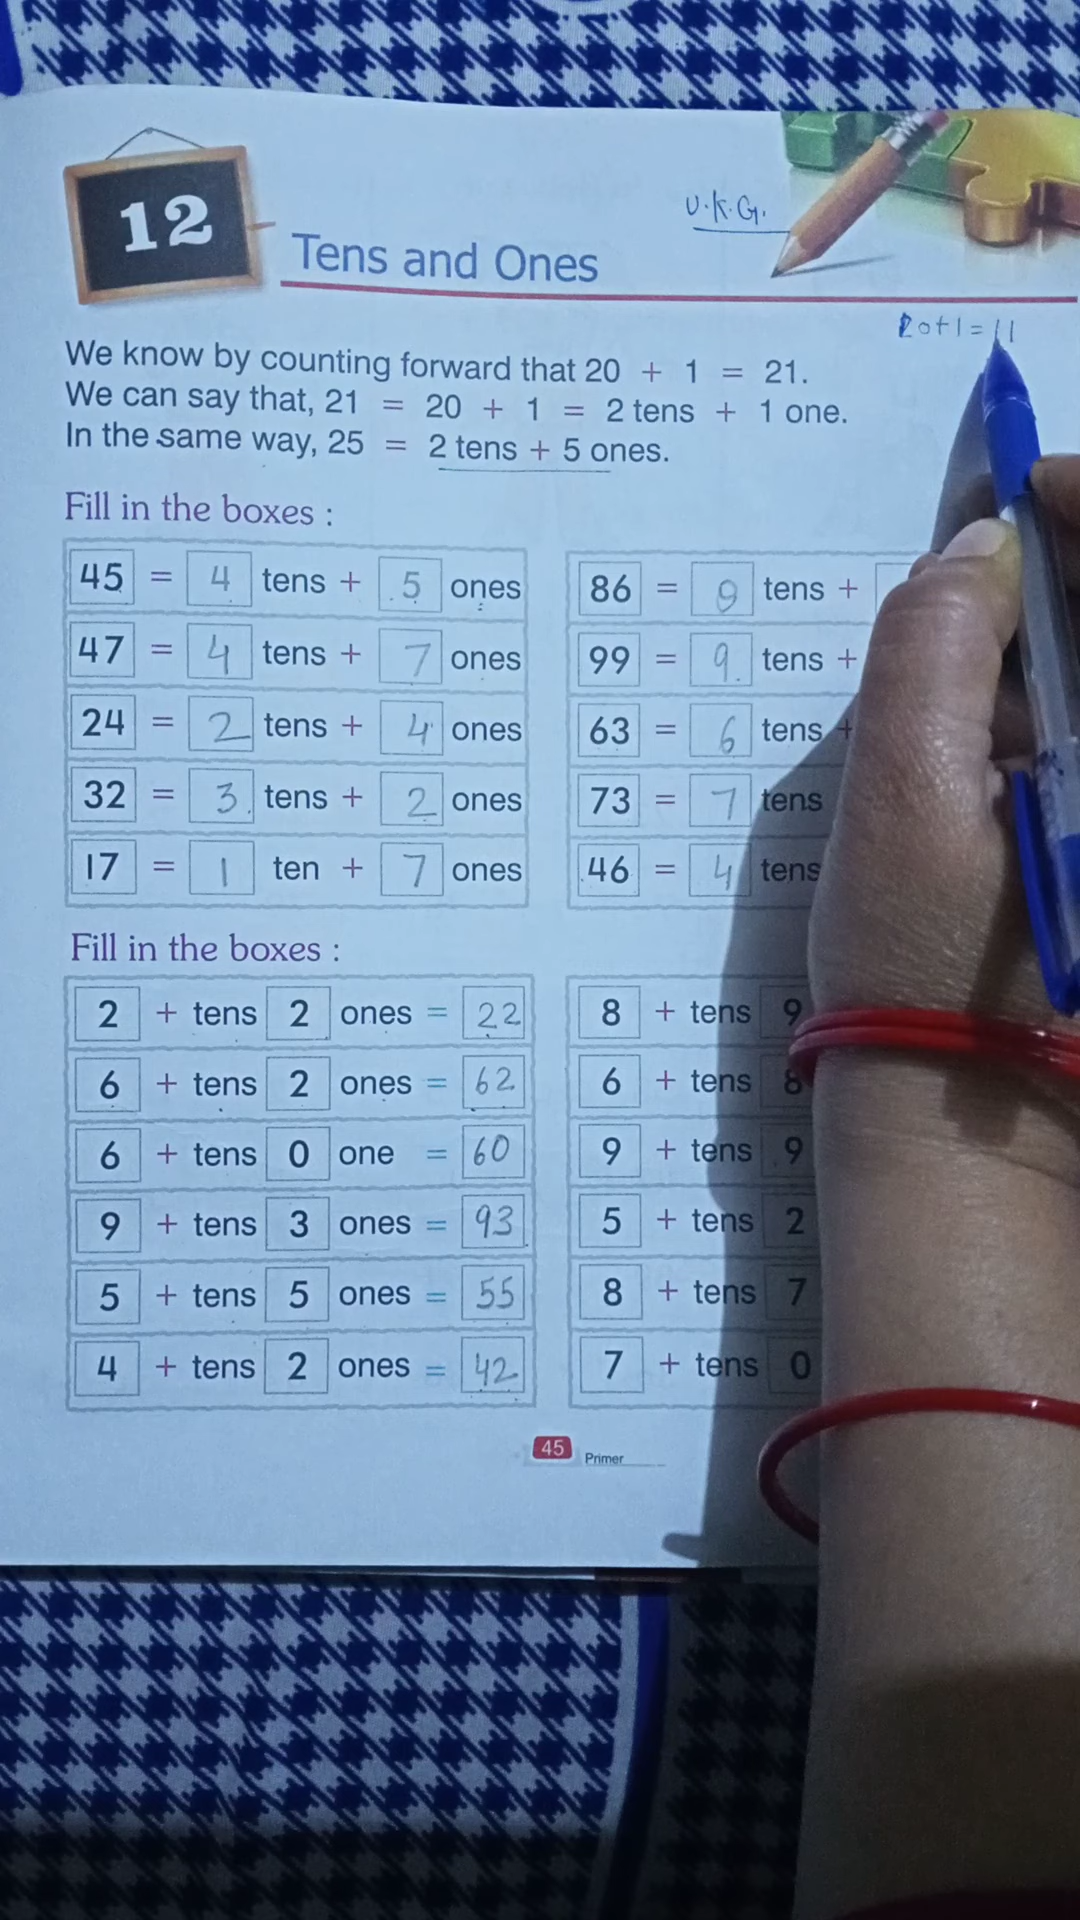 12
U.K.G.
Tens and Ones
We know by counting forward that 20 + 1 = 21.
We can say that, 21 = 20 + 1 = 2 tens + 1 one.
In the same way, 25 = 2 tens + 5 ones.
Fill in the boxes :
45 = 4 tens + 5 ones
47 = 4 tens + 7 ones
24 = 2 tens + 4 ones
32 = 3 tens + 2 ones
17 = 1 ten + 7 ones
86 = 9 tens +
99 = 9 tens +
63 = 6 tens +
73 = 7 tens
46 = 4 tens
Fill in the boxes :
2 + tens 2 ones = 22
6 + tens 2 ones = 62
6 + tens 0 one = 60
9 + tens 3 ones = 93
5 + tens 5 ones = 55
4 + tens 2 ones = 42
8 + tens 9
6 + tens 8
9 + tens 9
5 + tens 2
8 + tens 7
7 + tens 0
45
Primer